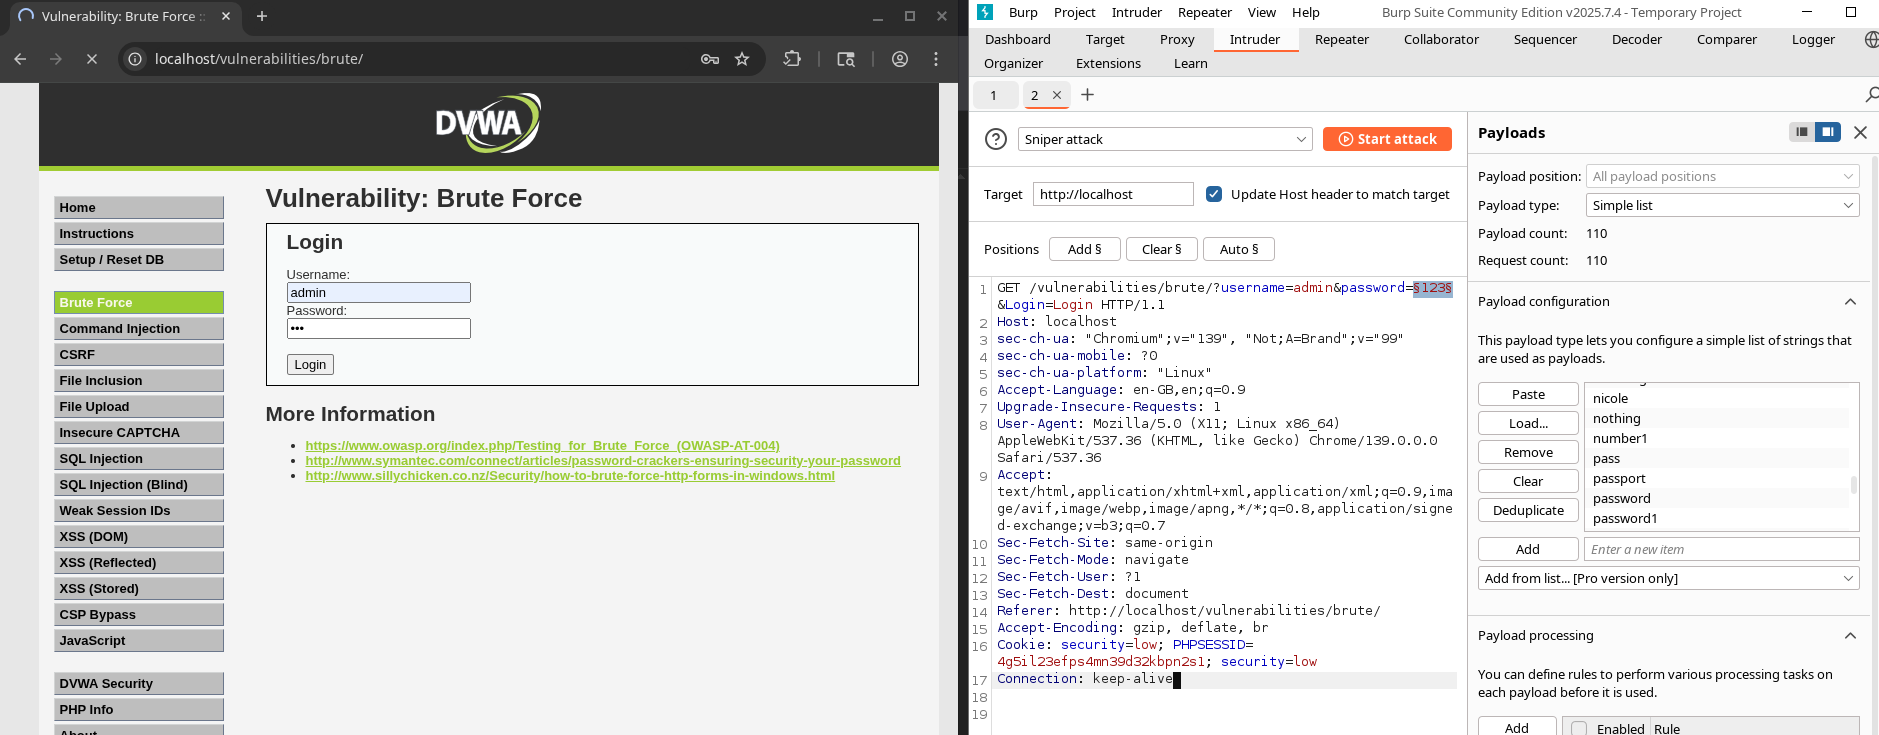 Vulnerability: Brute Force ::
localhost/vulnerabilities/brute/
DVWA
Home
Instructions
Setup / Reset DB
Brute Force
Command Injection
CSRF
File Inclusion
File Upload
Insecure CAPTCHA
SQL Injection
SQL Injection (Blind)
Weak Session IDs
XSS (DOM)
XSS (Reflected)
XSS (Stored)
CSP Bypass
JavaScript
DVWA Security
PHP Info
About
Vulnerability: Brute Force
Login
Username:
admin
Password:
•••
Login
More Information
• https://www.owasp.org/index.php/Testing_for_Brute_Force_(OWASP-AT-004)
• http://www.symantec.com/connect/articles/password-crackers-ensuring-security-your-password
• http://www.sillychicken.co.nz/Security/how-to-brute-force-http-forms-in-windows.html
Burp Project Intruder Repeater View Help Burp Suite Community Edition v2025.7.4 - Temporary Project
Dashboard Target Proxy Intruder Repeater Collaborator Sequencer Decoder Comparer Logger
Organizer Extensions Learn
1 2
Sniper attack Start attack
Target http://localhost Update Host header to match target
Positions Add § Clear § Auto §
1 GET /vulnerabilities/brute/?username=admin&password=§123§
&Login=Login HTTP/1.1
2 Host: localhost
3 sec-ch-ua: "Chromium";v="139", "Not;A=Brand";v="99"
4 sec-ch-ua-mobile: ?0
5 sec-ch-ua-platform: "Linux"
6 Accept-Language: en-GB,en;q=0.9
7 Upgrade-Insecure-Requests: 1
8 User-Agent: Mozilla/5.0 (X11; Linux x86_64)
AppleWebKit/537.36 (KHTML, like Gecko) Chrome/139.0.0.0
Safari/537.36
9 Accept:
text/html,application/xhtml+xml,application/xml;q=0.9,ima
ge/avif,image/webp,image/apng,*/*;q=0.8,application/signe
d-exchange;v=b3;q=0.7
10 Sec-Fetch-Site: same-origin
11 Sec-Fetch-Mode: navigate
12 Sec-Fetch-User: ?1
13 Sec-Fetch-Dest: document
14 Referer: http://localhost/vulnerabilities/brute/
15 Accept-Encoding: gzip, deflate, br
16 Cookie: security=low; PHPSESSID=
4g5il23efps4mn39d32kbpn2s1; security=low
17 Connection: keep-alive
18
19
Payloads
Payload position: All payload positions
Payload type: Simple list
Payload count: 110
Request count: 110
Payload configuration
This payload type lets you configure a simple list of strings that
are used as payloads.
Paste
Load...
Remove
Clear
Deduplicate
nicole
nothing
number1
pass
passport
password
password1
Add Enter a new item
Add from list... [Pro version only]
Payload processing
You can define rules to perform various processing tasks on
each payload before it is used.
Add Enabled Rule